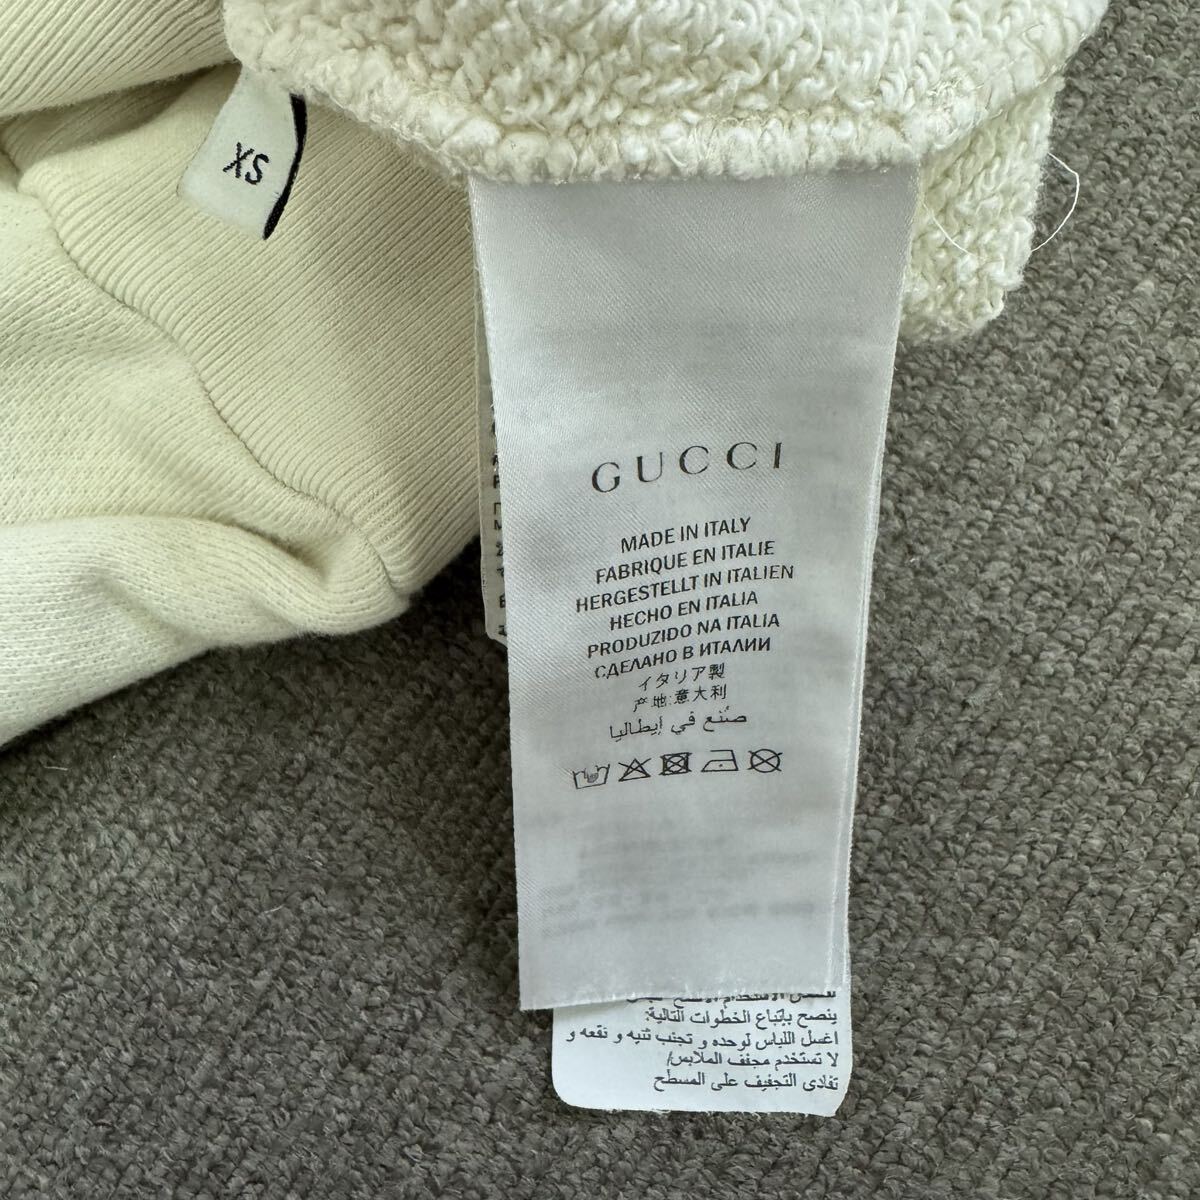 XS
GUCCI
MADE IN ITALY
FABRIQUE EN ITALIE
HERGESTELLT IN ITALIEN
HECHO EN ITALIA
PRODUZIDO NA ITALIA
СДЕЛАНО В ИТАЛИИ
イタリア製
产地:意大利
صُنع في إيطاليا
ينصح بإتباع الخطوات التالية:
اغسل اللباس لوحده و تجنب ثنيه و نقعه و
لا تستخدم مجفف الملابس/
تفادى التجفيف على المسطح